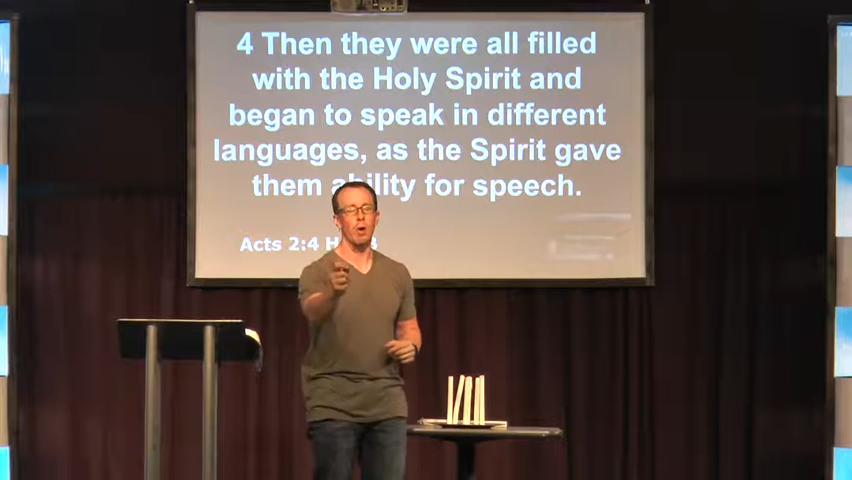 4 Then they were all filled
with the Holy Spirit and
began to speak in different
languages, as the Spirit gave
them ability for speech.
Acts 2:4